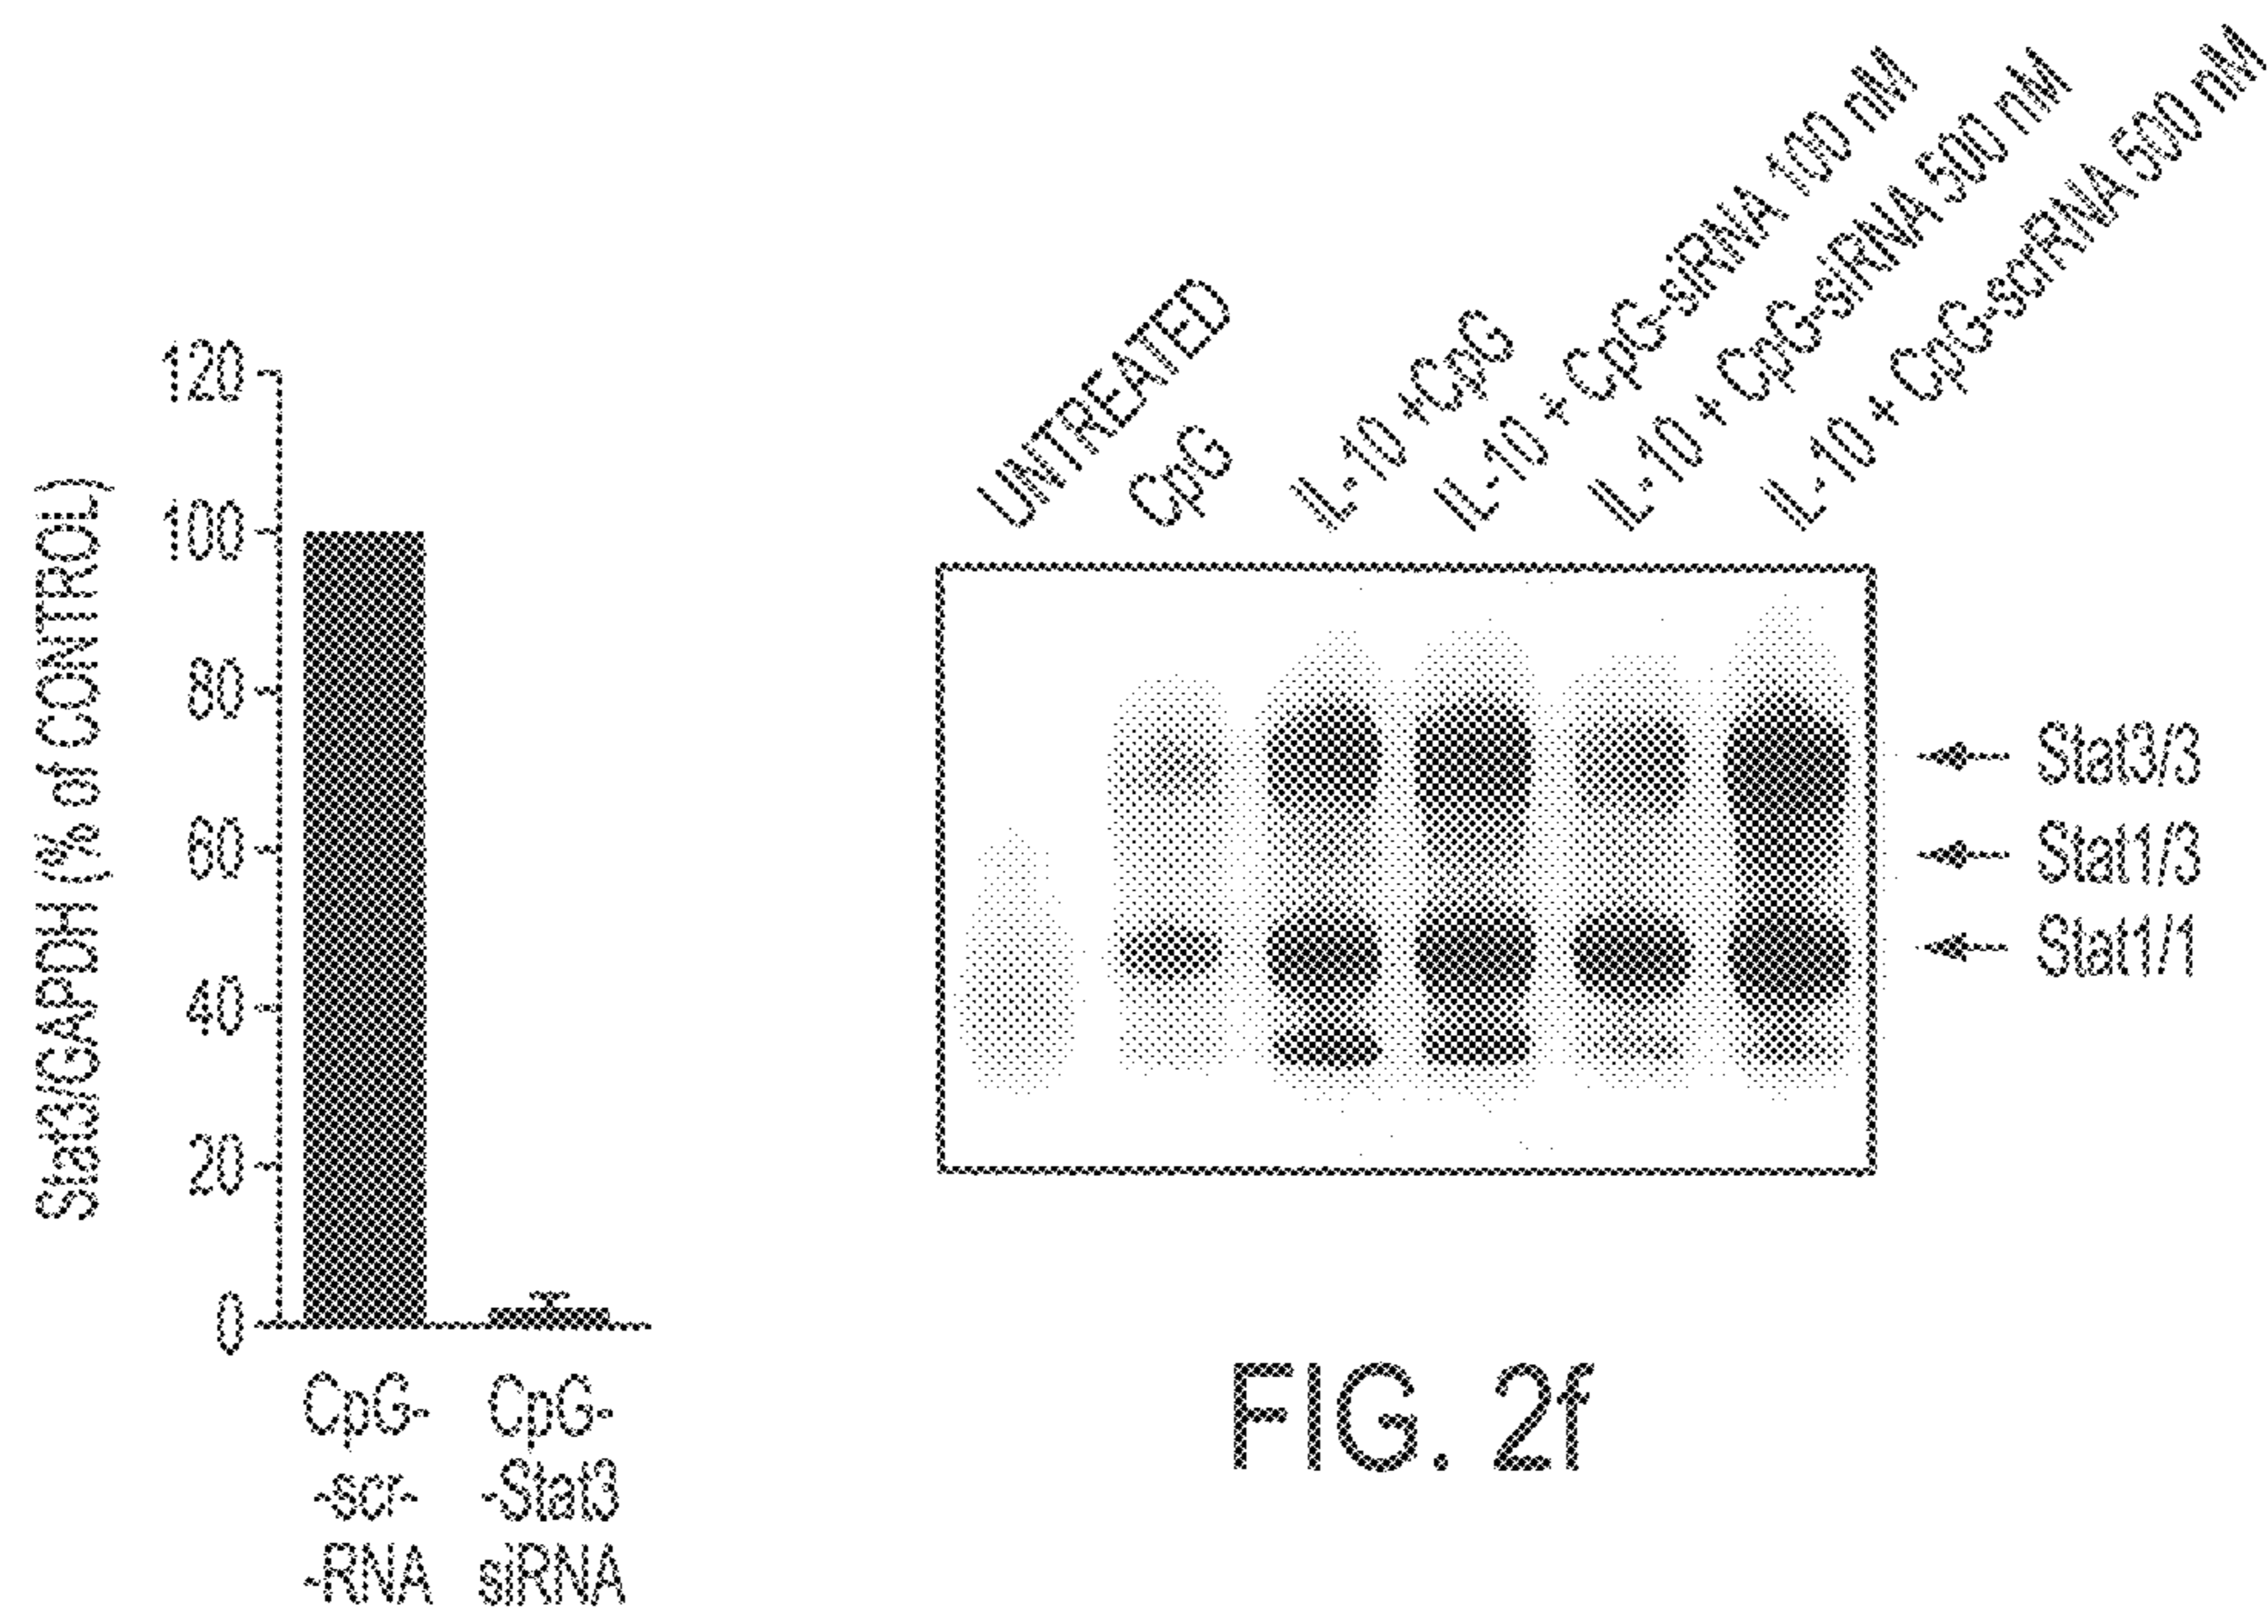 Stat3/GAPDH (% of CONTROL)
120
100
80
60
40
20
0
CpG-
-scr-
-RNA
CpG-
-Stat3
siRNA
UNTREATED
CpG
IL-10 +CpG
IL-10 + CpG-siRNA 100 nM
IL-10 + CpG-siRNA 500 nM
IL-10 + CpG-scrRNA 500 nM
Stat3/3
Stat1/3
Stat1/1
FIG. 2f